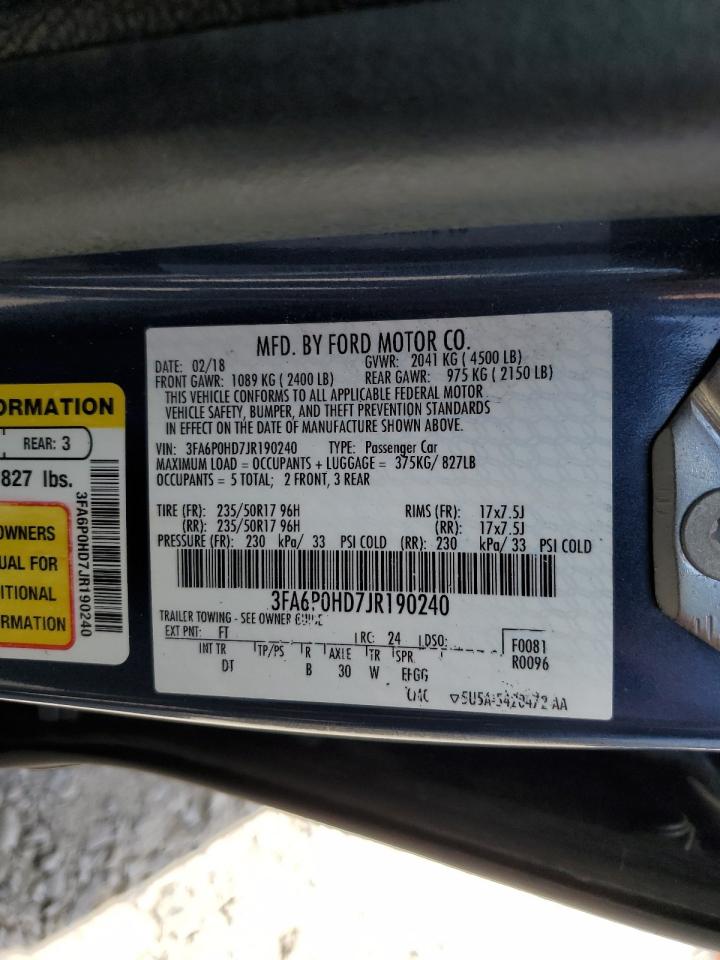 MFD. BY FORD MOTOR CO.
DATE: 02/18 GVWR: 2041 KG ( 4500 LB)
FRONT GAWR: 1089 KG ( 2400 LB) REAR GAWR: 975 KG ( 2150 LB)
THIS VEHICLE CONFORMS TO ALL APPLICABLE FEDERAL MOTOR
VEHICLE SAFETY, BUMPER, AND THEFT PREVENTION STANDARDS
IN EFFECT ON THE DATE OF MANUFACTURE SHOWN ABOVE.
VIN: 3FA6P0HD7JR190240 TYPE: Passenger Car
MAXIMUM LOAD = OCCUPANTS + LUGGAGE = 375KG/ 827LB
OCCUPANTS = 5 TOTAL; 2 FRONT, 3 REAR
TIRE (FR): 235/50R17 96H RIMS (FR): 17x7.5J
(RR): 235/50R17 96H (RR): 17x7.5J
PRESSURE (FR): 230 kPa/ 33 PSI COLD (RR): 230 kPa/ 33 PSI COLD
3FA6P0HD7JR190240
TRAILER TOWING - SEE OWNER GUIDE
EXT PNT: FT RC: 24 DSO: F0081
INT TR TP/PS R AXLE TR SPR R0096
DT B 30 W
ORMATION
REAR: 3
827 lbs.
OWNERS
UAL FOR
ITIONAL
ORMATION
3FA6P0HD7JR190240